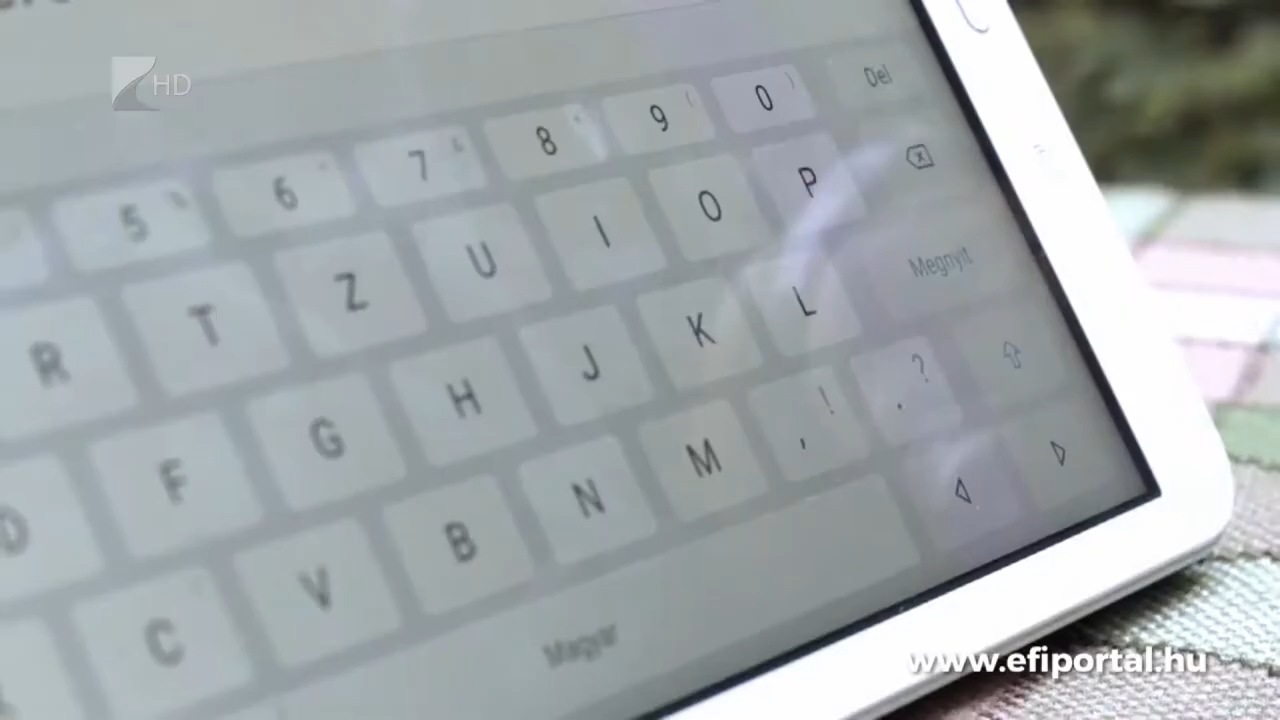 HD
5 6 7 8 9 0 Del
R T Z U I O P
D F G H J K L Megnyit
C V B N M , ! . ?
Magyar
www.efiportal.hu